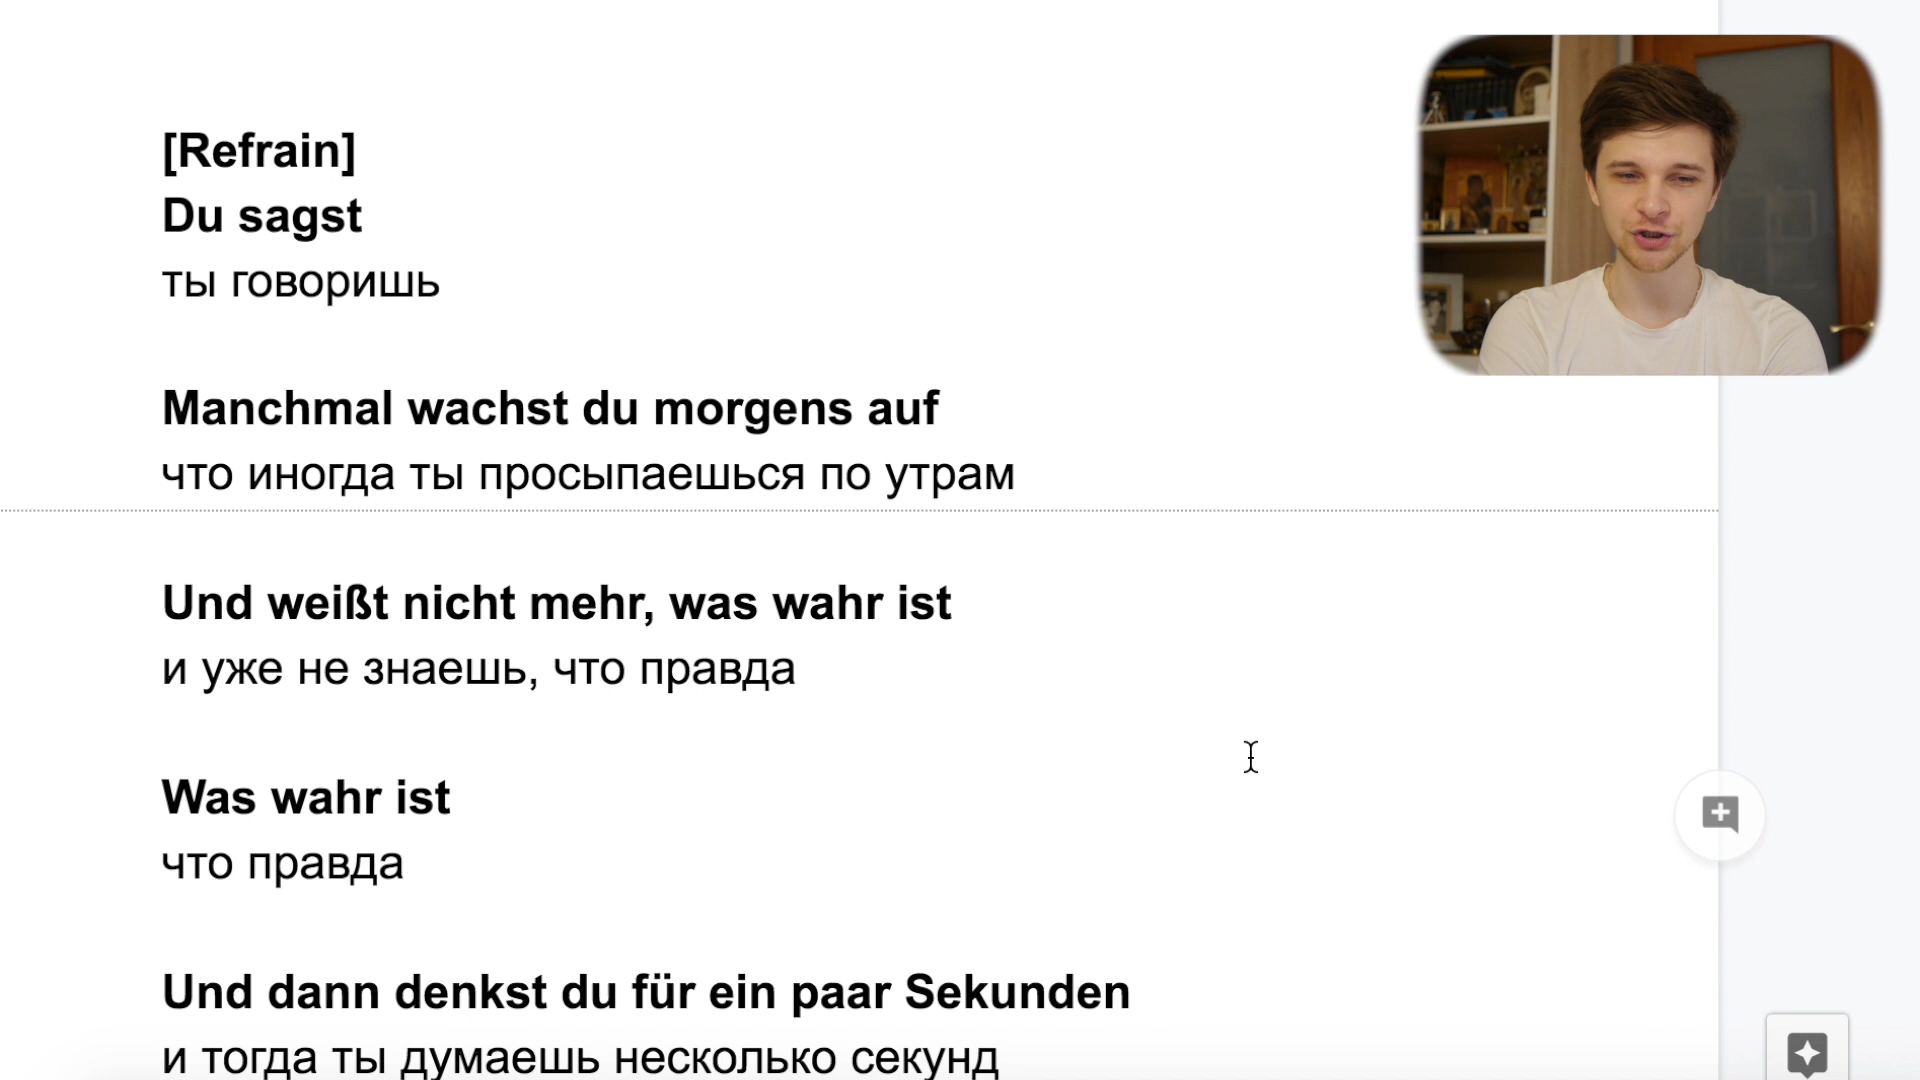 [Refrain]
Du sagst
ты говоришь
Manchmal wachst du morgens auf
что иногда ты просыпаешься по утрам
Und weißt nicht mehr, was wahr ist
и уже не знаешь, что правда
Was wahr ist
что правда
Und dann denkst du für ein paar Sekunden
и тогда ты думаешь несколько секунд